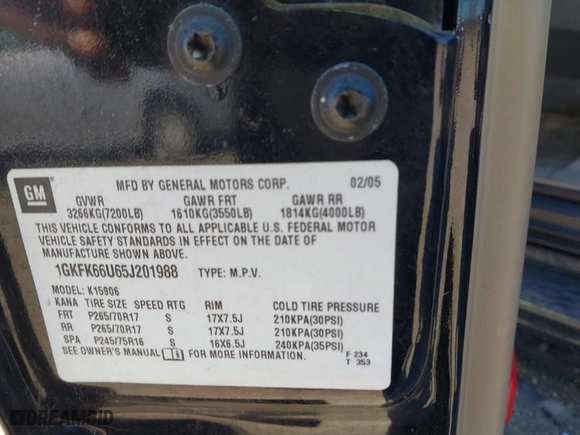 GM
MFD BY GENERAL MOTORS CORP. 02/05
GVWR GAWR FRT GAWR RR
3266KG(7200LB) 1610KG(3550LB) 1814KG(4000LB)
THIS VEHICLE CONFORMS TO ALL APPLICABLE U.S. FEDERAL MOTOR
VEHICLE SAFETY STANDARDS IN EFFECT ON THE DATE OF
MANUFACTURE SHOWN ABOVE.
1GKFK66U65J201988 TYPE: M.P.V.
MODEL: K15906
KANA TIRE SIZE SPEED RTG RIM COLD TIRE PRESSURE
FRT P265/70R17 S 17X7.5J 210KPA(30PSI)
RR P265/70R17 S 17X7.5J 210KPA(30PSI)
SPA P245/75R16 S 16X6.5J 240KPA(35PSI)
SEE OWNER'S MANUAL FOR MORE INFORMATION. F 234
T 353
DREAMBID